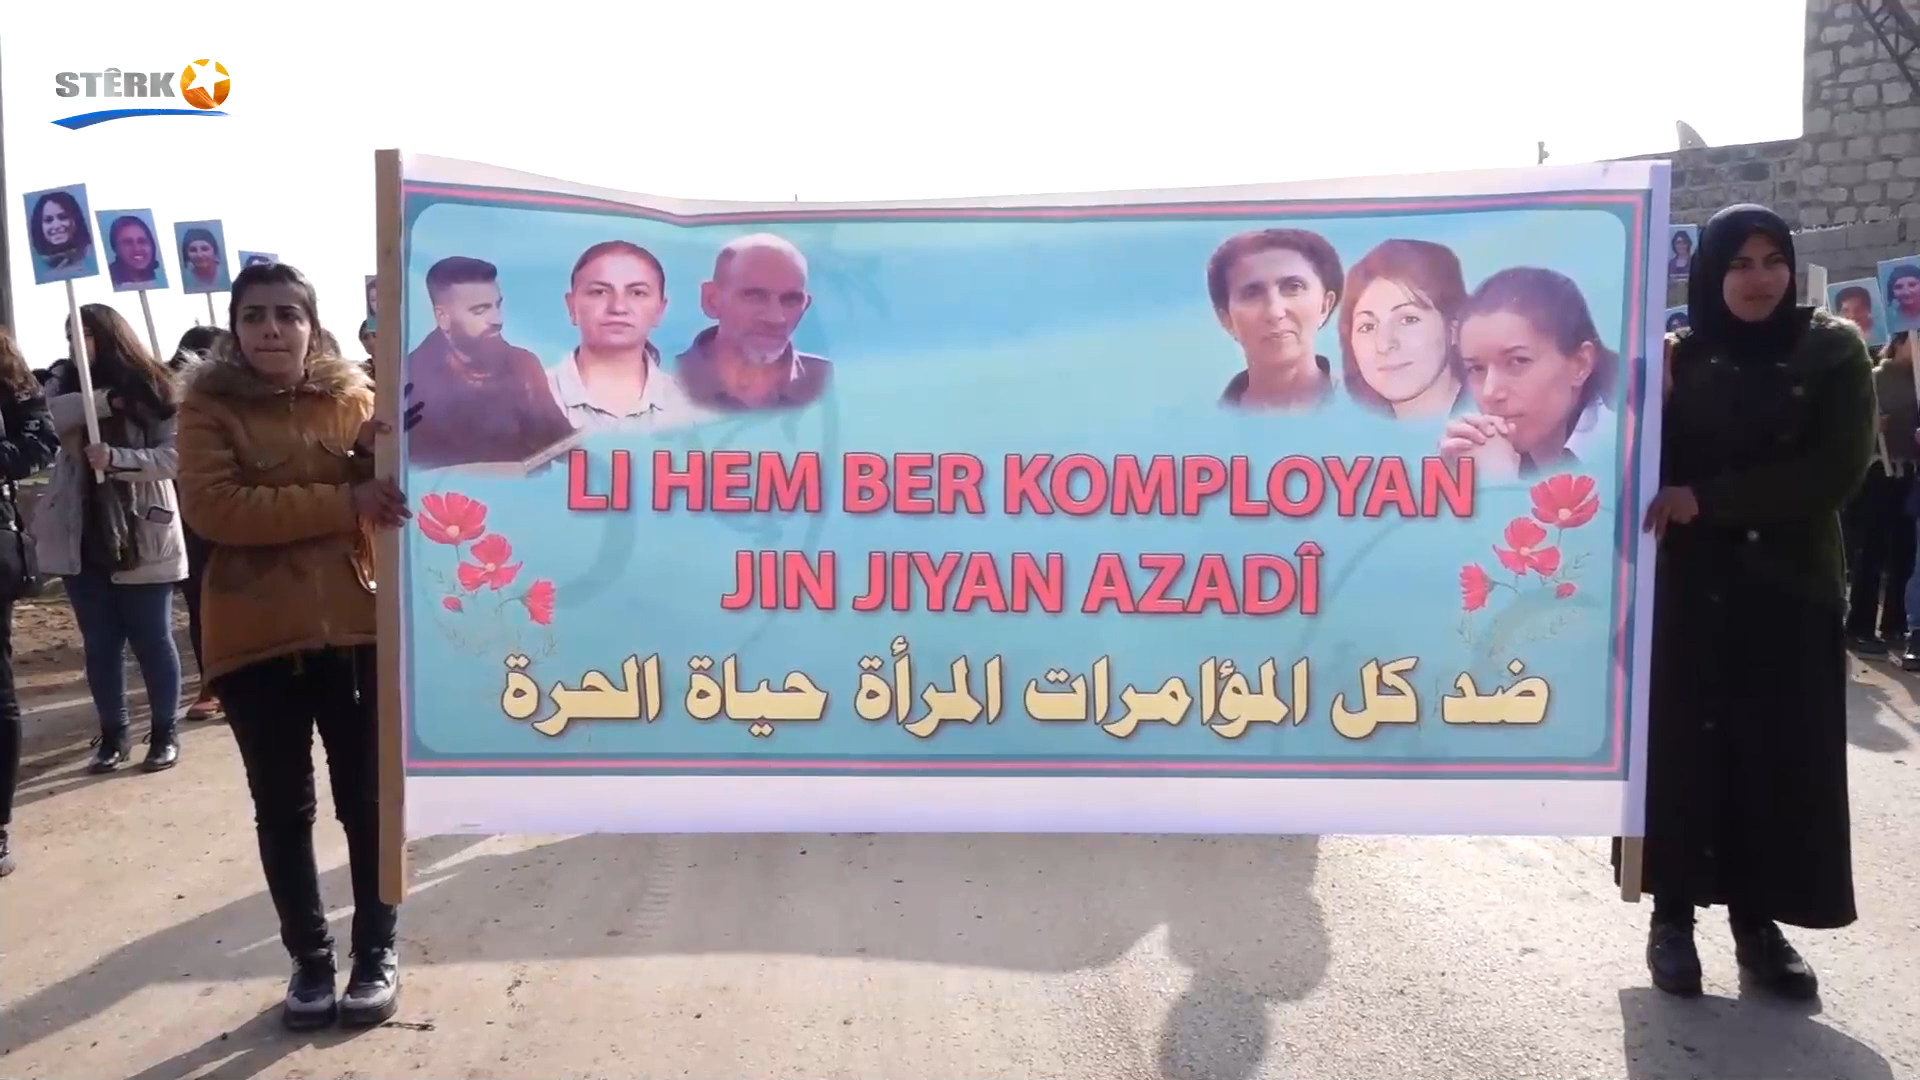 STÊRK
LI HEM BER KOMPLOYAN
JIN JIYAN AZADÎ
ضد كل المؤامرات المرأة حياة الحرة